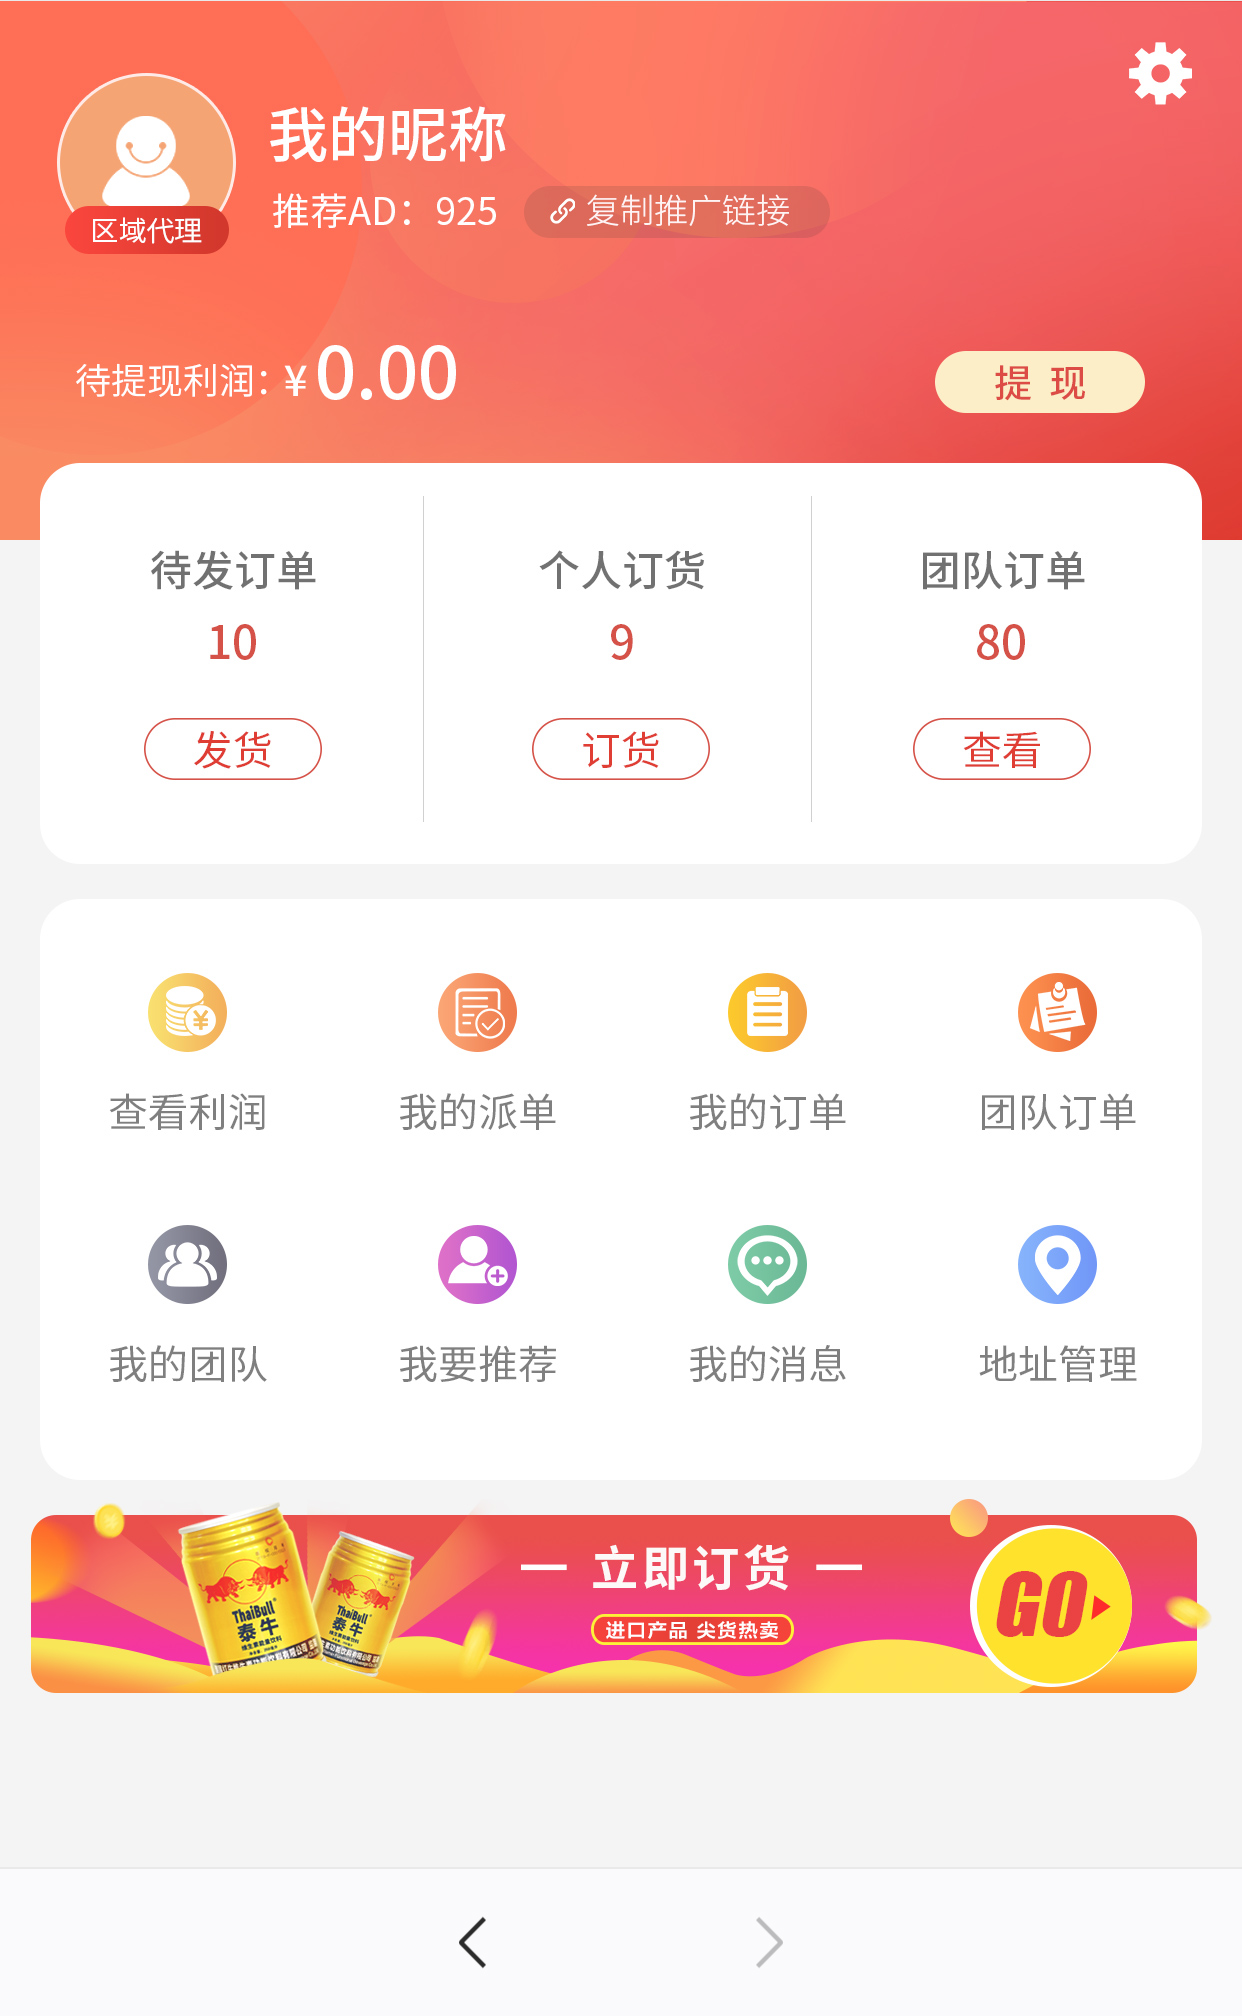 我的昵称
推荐AD：925 复制推广链接
区域代理
待提现利润：¥0.00 提 现
待发订单 个人订货 团队订单
10 9 80
发货 订货 查看
查看利润 我的派单 我的订单 团队订单
我的团队 我要推荐 我的消息 地址管理
一 立即订货 一
进口产品 尖货热卖
GO
ThaiBull
泰牛
ThaiBull
泰牛